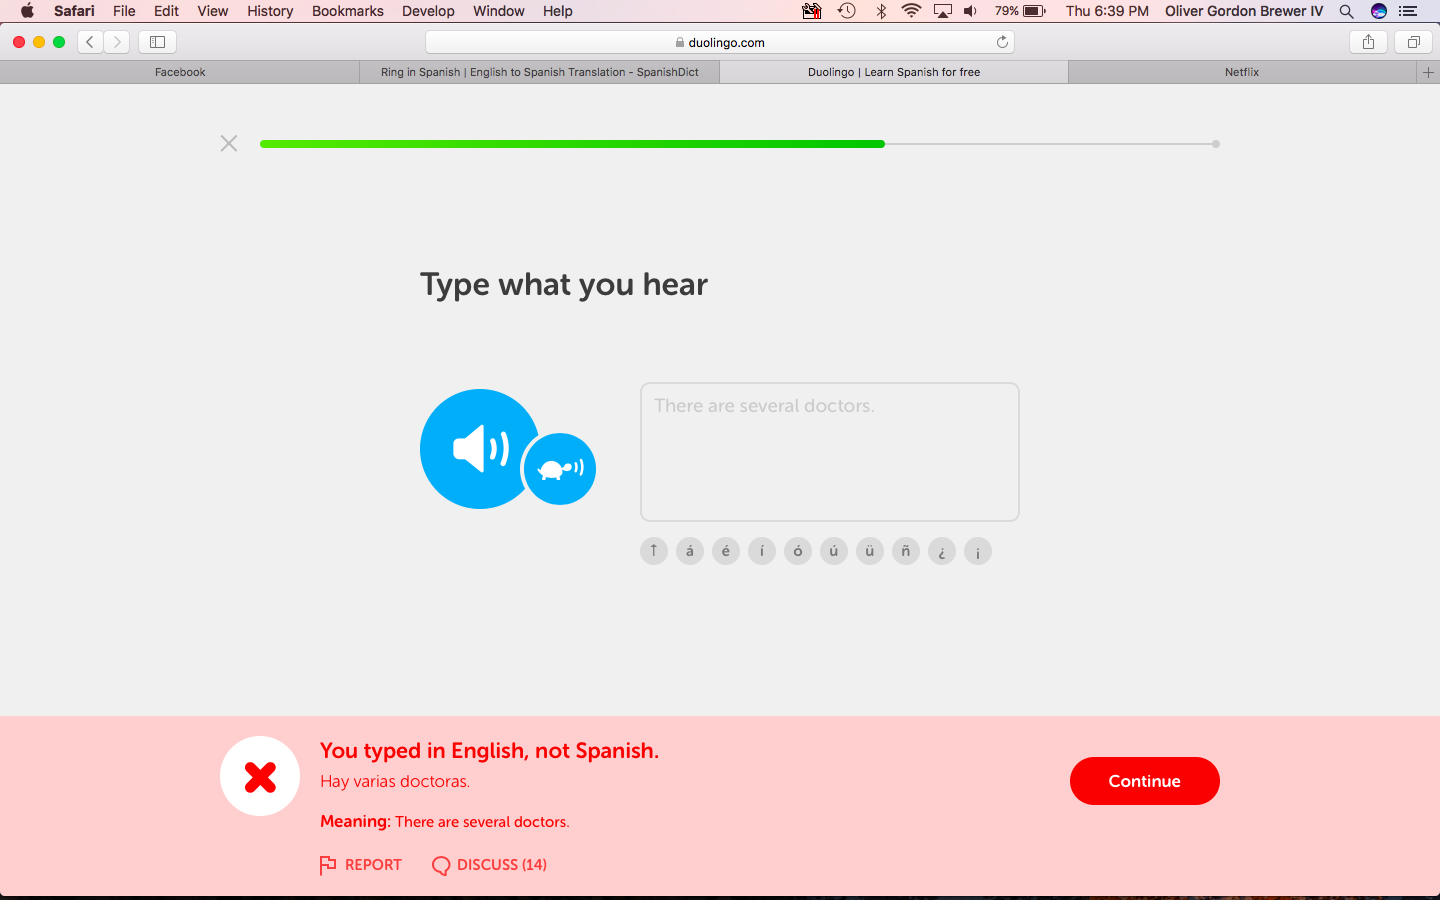 Safari File Edit View History Bookmarks Develop Window Help 79% Thu 6:39 PM Oliver Gordon Brewer IV
duolingo.com
Facebook Ring in Spanish | English to Spanish Translation - SpanishDict Duolingo | Learn Spanish for free Netflix
Type what you hear
There are several doctors.
á é í ó ú ü ñ ¿ ¡
You typed in English, not Spanish.
Hay varias doctoras.
Continue
Meaning: There are several doctors.
REPORT DISCUSS (14)